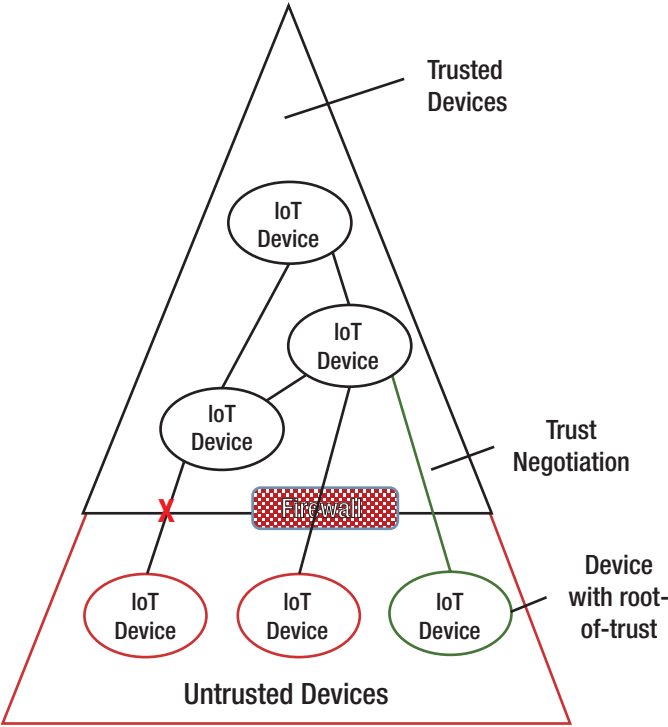 Trusted
Devices
IoT
Device
IoT
Device
IoT
Device
Trust
Negotiation
X
Firewall
Device
with root-
of-trust
IoT
Device
IoT
Device
IoT
Device
Untrusted Devices